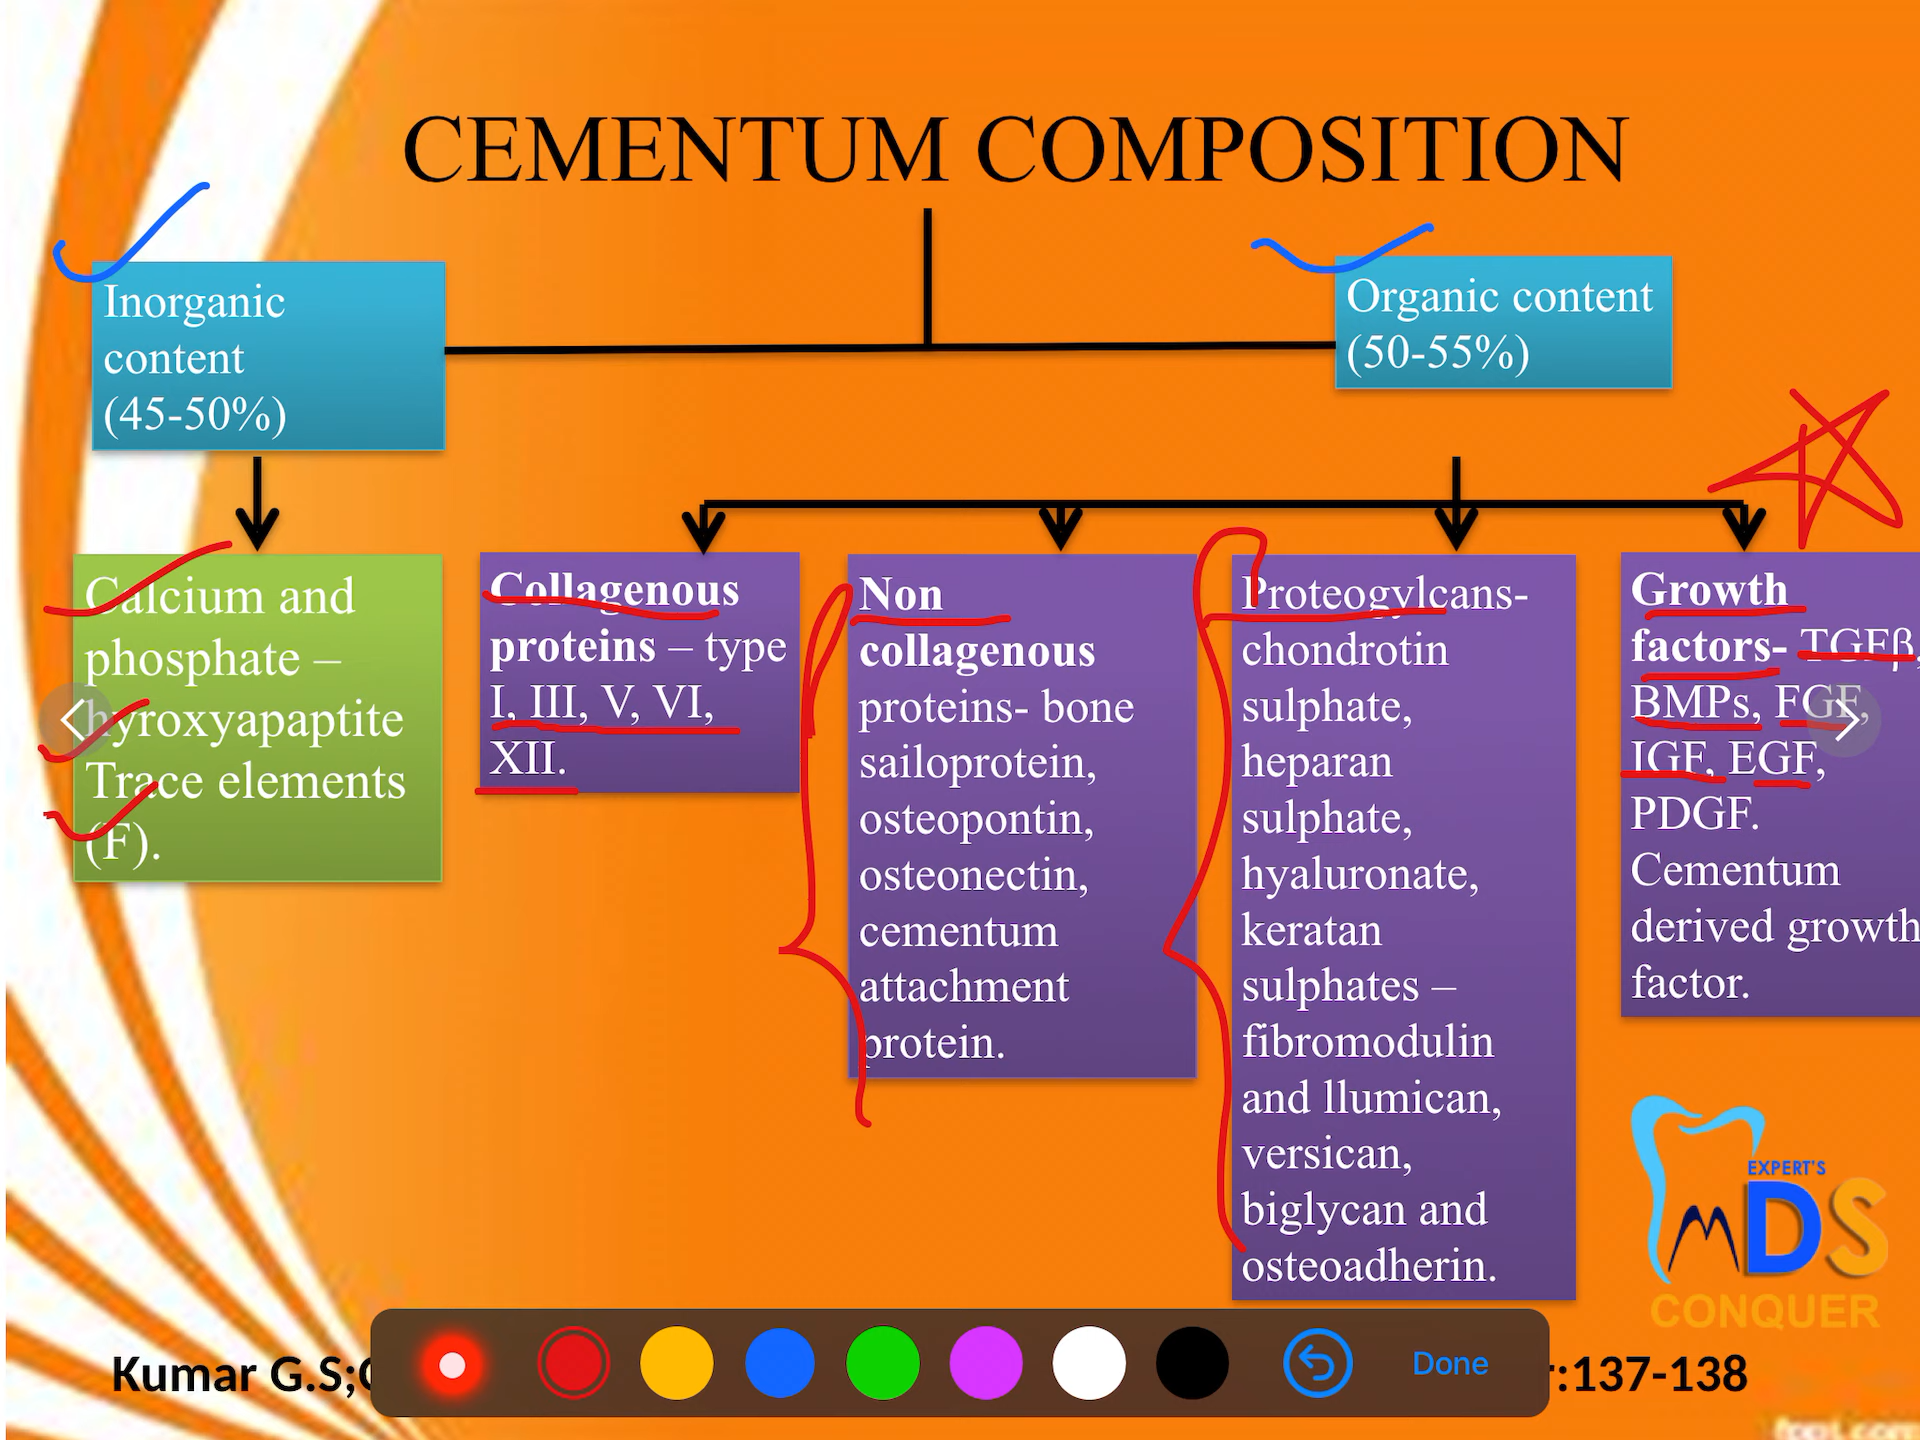 CEMENTUM COMPOSITION
Inorganic
content
(45-50%)
Organic content
(50-55%)
Calcium and
phosphate –
hyroxyapaptite
Trace elements
(F).
Collagenous
proteins – type
I, III, V, VI,
XII.
Non
collagenous
proteins- bone
sailoprotein,
osteopontin,
osteonectin,
cementum
attachment
protein.
Proteogylcans-
chondrotin
sulphate,
heparan
sulphate,
hyaluronate,
keratan
sulphates –
fibromodulin
and llumican,
versican,
biglycan and
osteoadherin.
Growth
factors- TGFβ,
BMPs, FGF,
IGF, EGF,
PDGF.
Cementum
derived growth
factor.
EXPERT'S
MDS
CONQUER
Kumar G.S; :137-138
Done